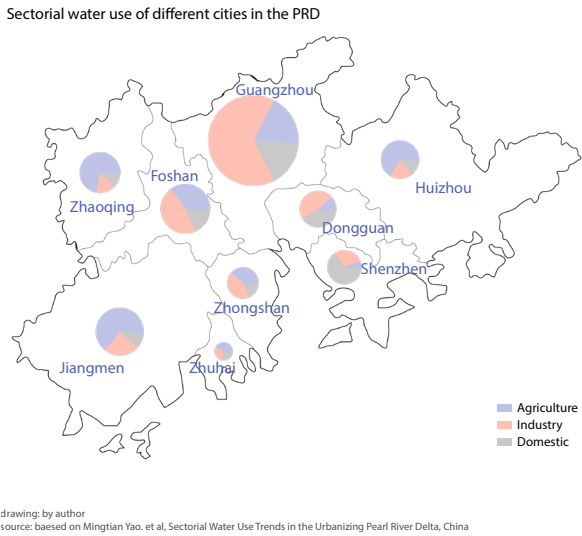 Sectorial water use of different cities in the PRD
Guangzhou
Foshan
Zhaoqing
Huizhou
Dongguan
Shenzhen
Zhongshan
Jiangmen
Zhuhai
Agriculture
Industry
Domestic
drawing: by author
source: baesed on Mingtian Yao. et al, Sectorial Water Use Trends in the Urbanizing Pearl River Delta, China